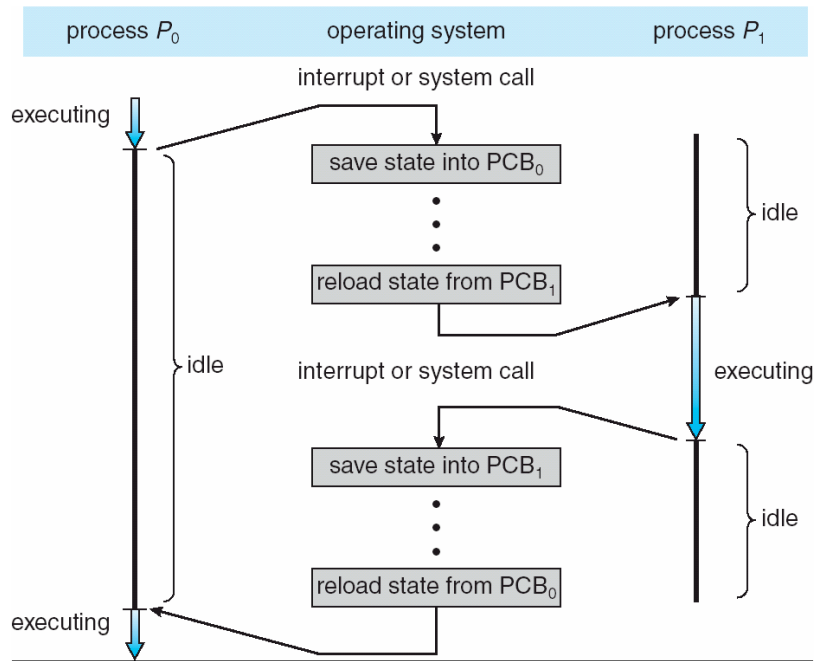 process P₀ operating system process P₁
interrupt or system call
executing
save state into PCB₀
idle
reload state from PCB₁
idle
interrupt or system call
executing
save state into PCB₁
idle
reload state from PCB₀
executing